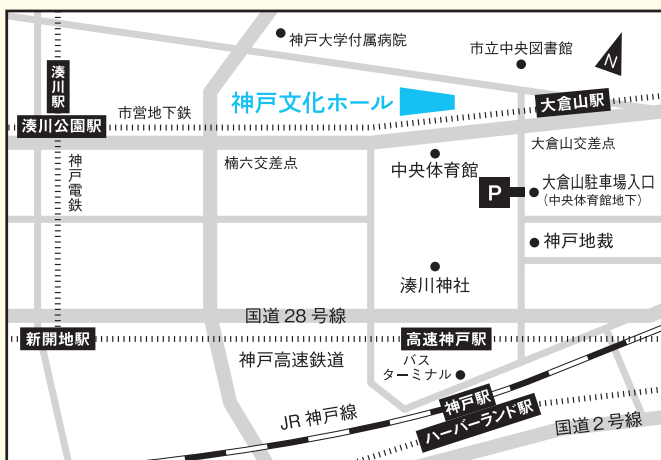 神戸大学付属病院
市立中央図書館
N
湊川駅
神戸文化ホール
大倉山駅
市営地下鉄
湊川公園駅
大倉山交差点
楠六交差点
中央体育館
神戸電鉄
P
大倉山駐車場入口
(中央体育館地下)
神戸地裁
湊川神社
国道28号線
新開地駅
高速神戸駅
神戸高速鉄道
バス
ターミナル
神戸駅
JR神戸線
ハーバーランド駅
国道2号線